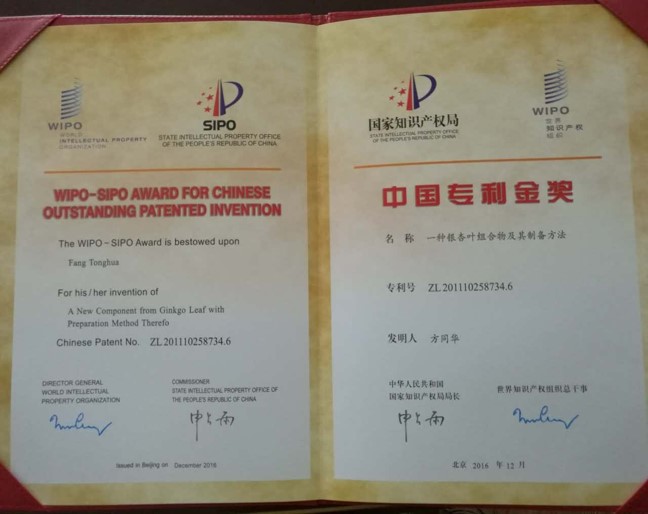 WIPO
WORLD
INTELLECTUAL PROPERTY
ORGANIZATION
SIPO
STATE INTELLECTUAL PROPERTY OFFICE
OF THE PEOPLE'S REPUBLIC OF CHINA
WIPO-SIPO AWARD FOR CHINESE
OUTSTANDING PATENTED INVENTION
The WIPO-SIPO Award is bestowed upon
Fang Tonghua
For his/her invention of
A New Component from Ginkgo Leaf with
Preparation Method Therefo
Chinese Patent No. ZL201110258734.6
DIRECTOR GENERAL
WORLD INTELLECTUAL
PROPERTY ORGANIZATION
COMMISSIONER
STATE INTELLECTUAL PROPERTY OFFICE OF
THE PEOPLE'S REPUBLIC OF CHINA
Issued in Beijing on December 2016
国家知识产权局
STATE INTELLECTUAL PROPERTY OFFICE
OF THE PEOPLE'S REPUBLIC OF CHINA
WIPO
世界
知识产权
组织
中国专利金奖
名 称 一种银杏叶组合物及其制备方法
专利号 ZL 201110258734.6
发明人 方同华
中华人民共和国
国家知识产权局局长
世界知识产权组织总干事
申长雨
北京 2016 年 12 月